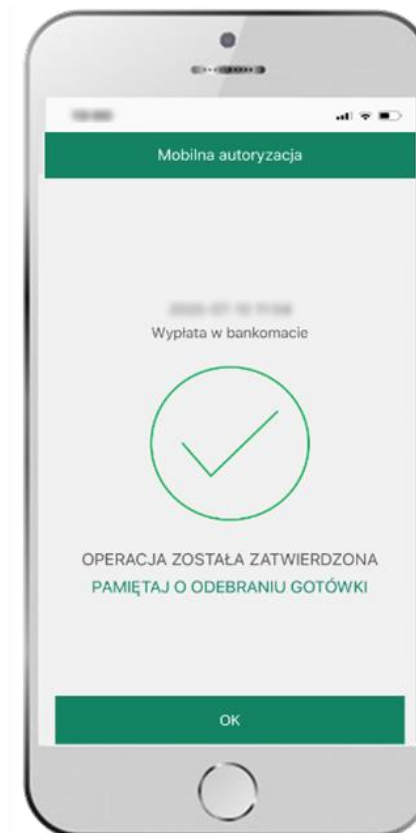 Mobilna autoryzacja
Wypłata w bankomacie
OPERACJA ZOSTAŁA ZATWIERDZONA
PAMIĘTAJ O ODEBRANIU GOTÓWKI
OK